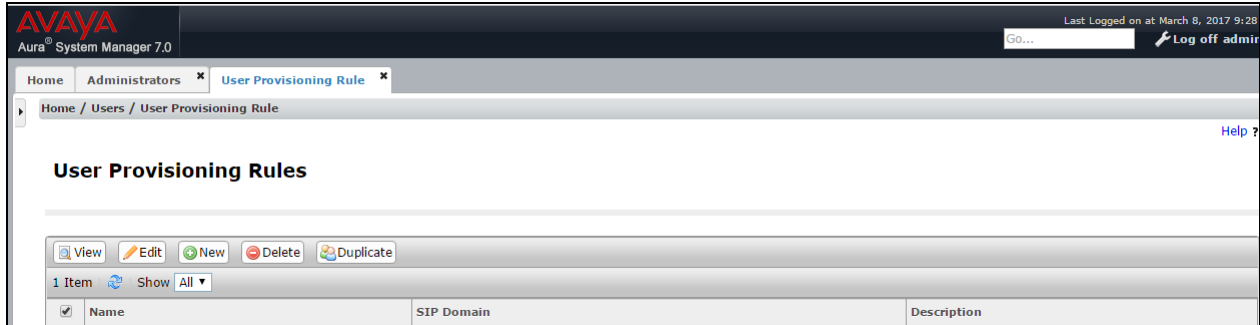 AVAYA
Last Logged on at March 8, 2017 9:28
Aura® System Manager 7.0
Go...
Log off admin
Home
Administrators
User Provisioning Rule
Home / Users / User Provisioning Rule
Help ?
User Provisioning Rules
View Edit New Delete Duplicate
1 Item Show All
Name SIP Domain Description